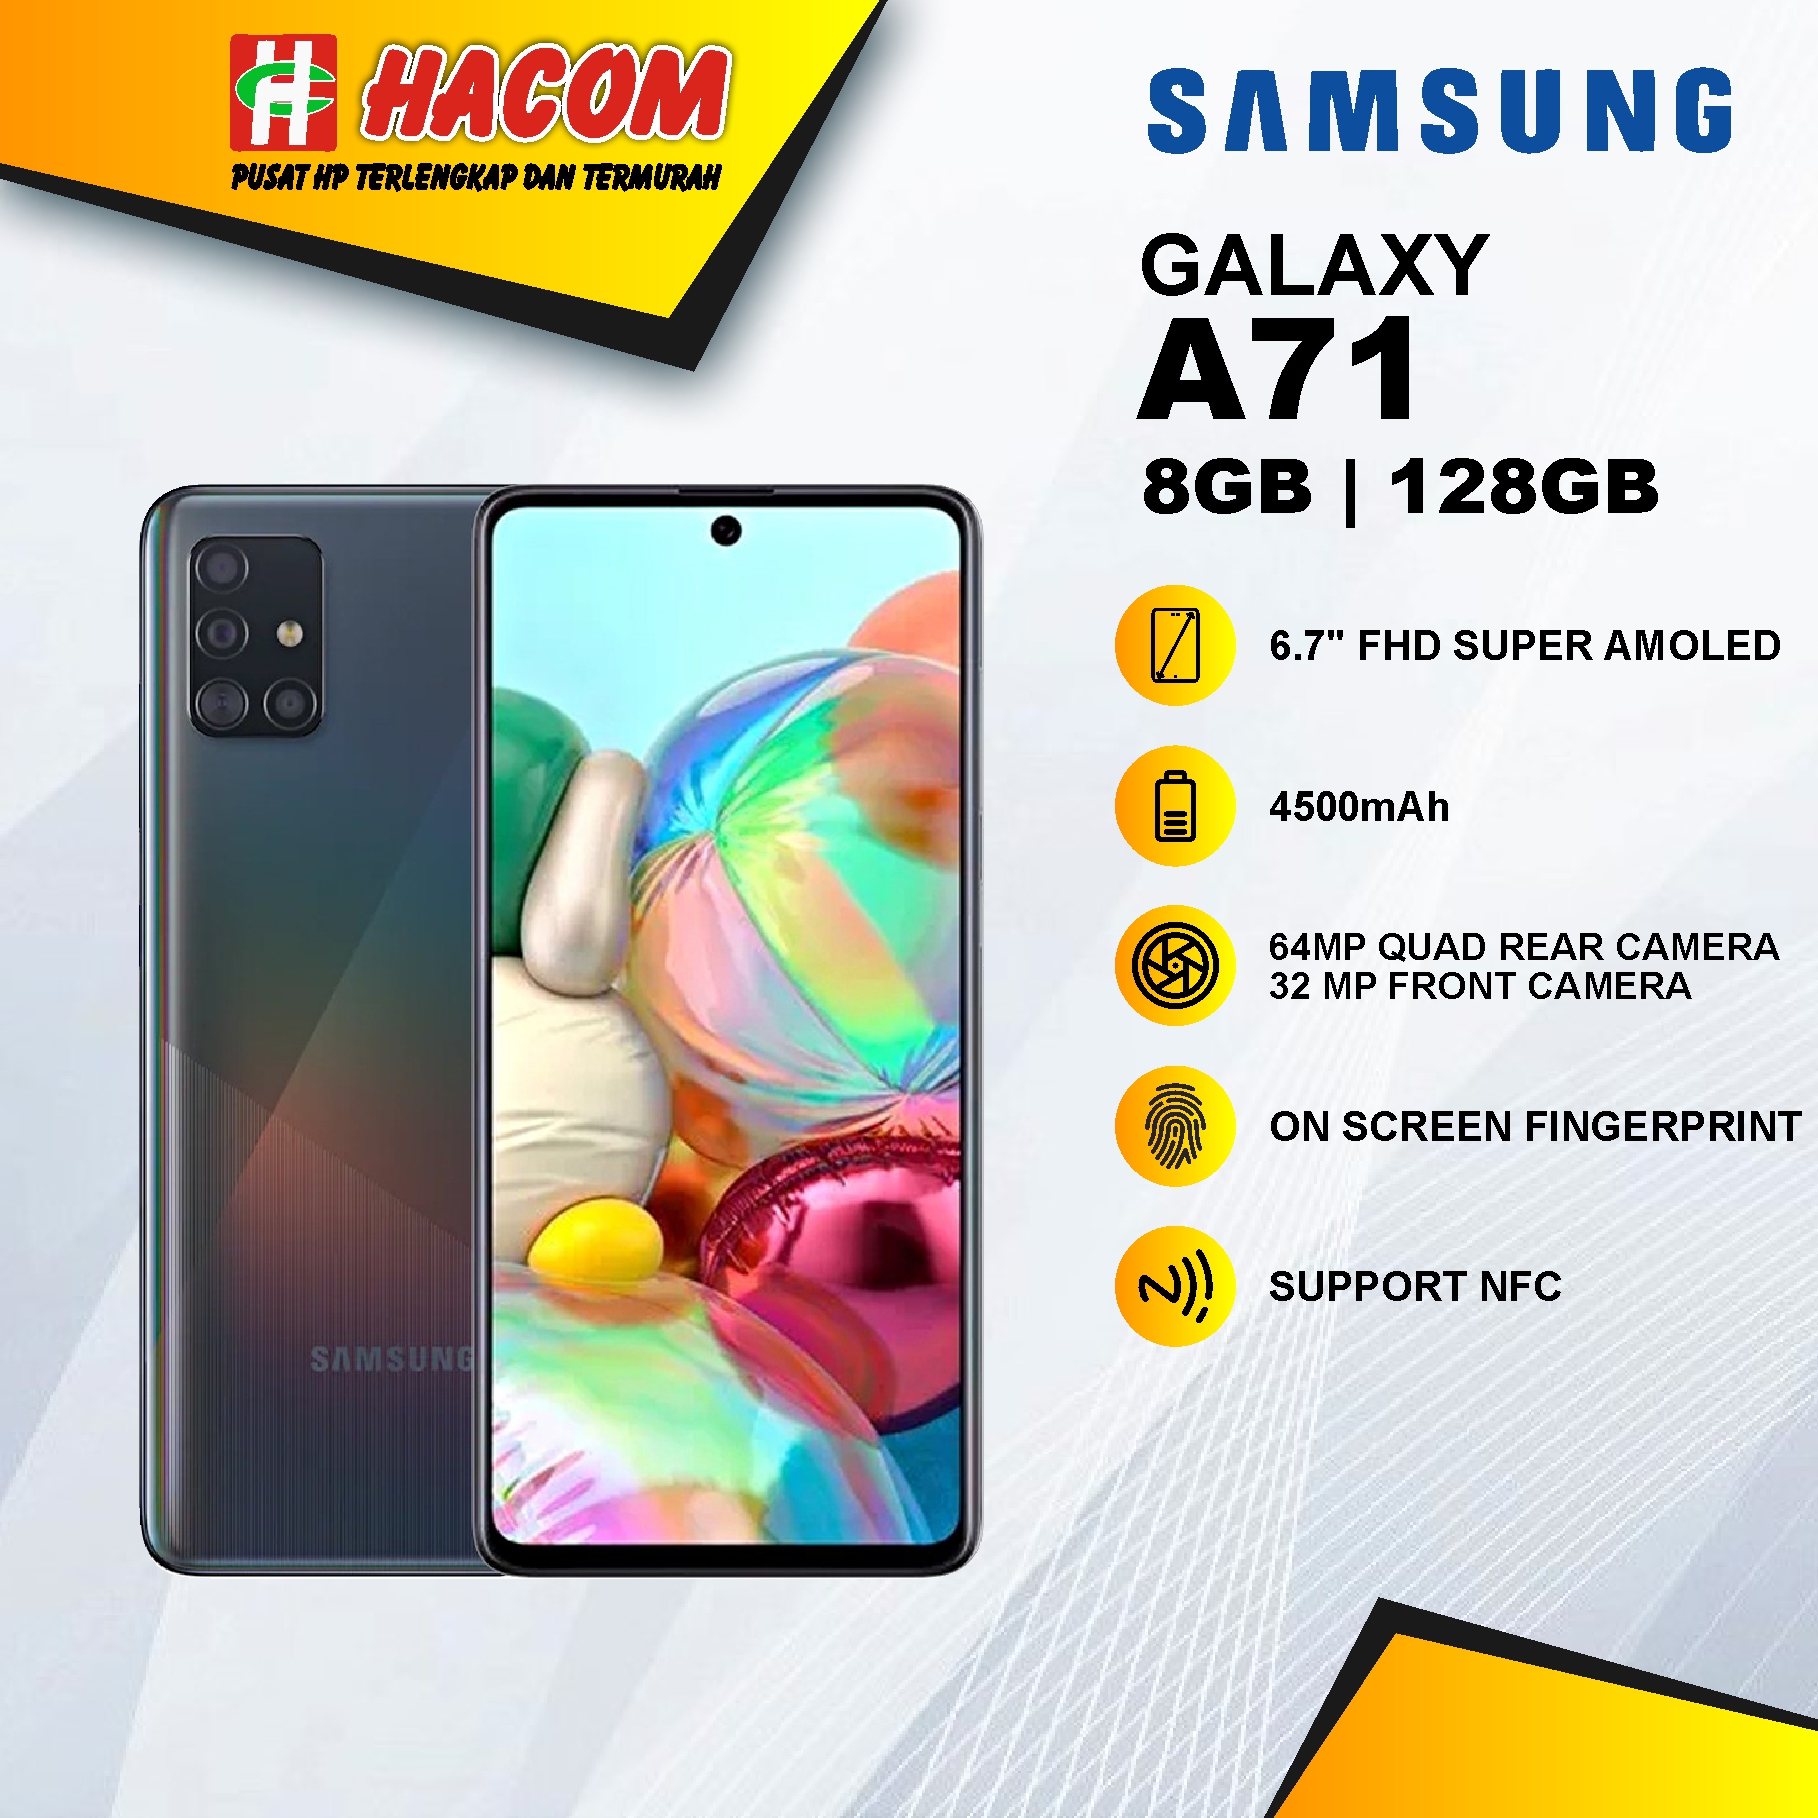 HACOM
PUSAT HP TERLENGKAP DAN TERMURAH
SAMSUNG
GALAXY
A71
8GB | 128GB
6.7" FHD SUPER AMOLED
4500mAh
64MP QUAD REAR CAMERA
32 MP FRONT CAMERA
ON SCREEN FINGERPRINT
SUPPORT NFC
SAMSUNG